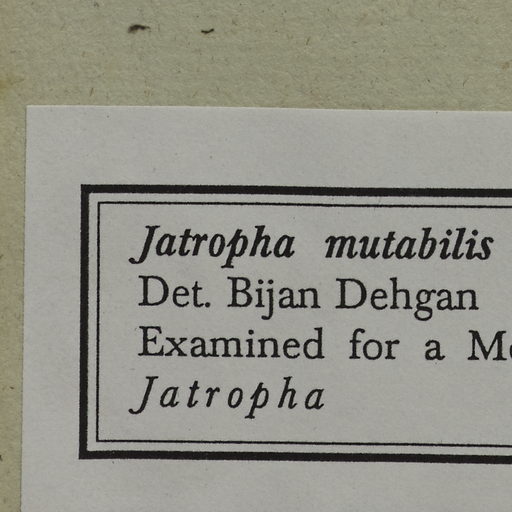 Jatropha mutabilis
Det. Bijan Dehgan
Examined for a
Jatropha